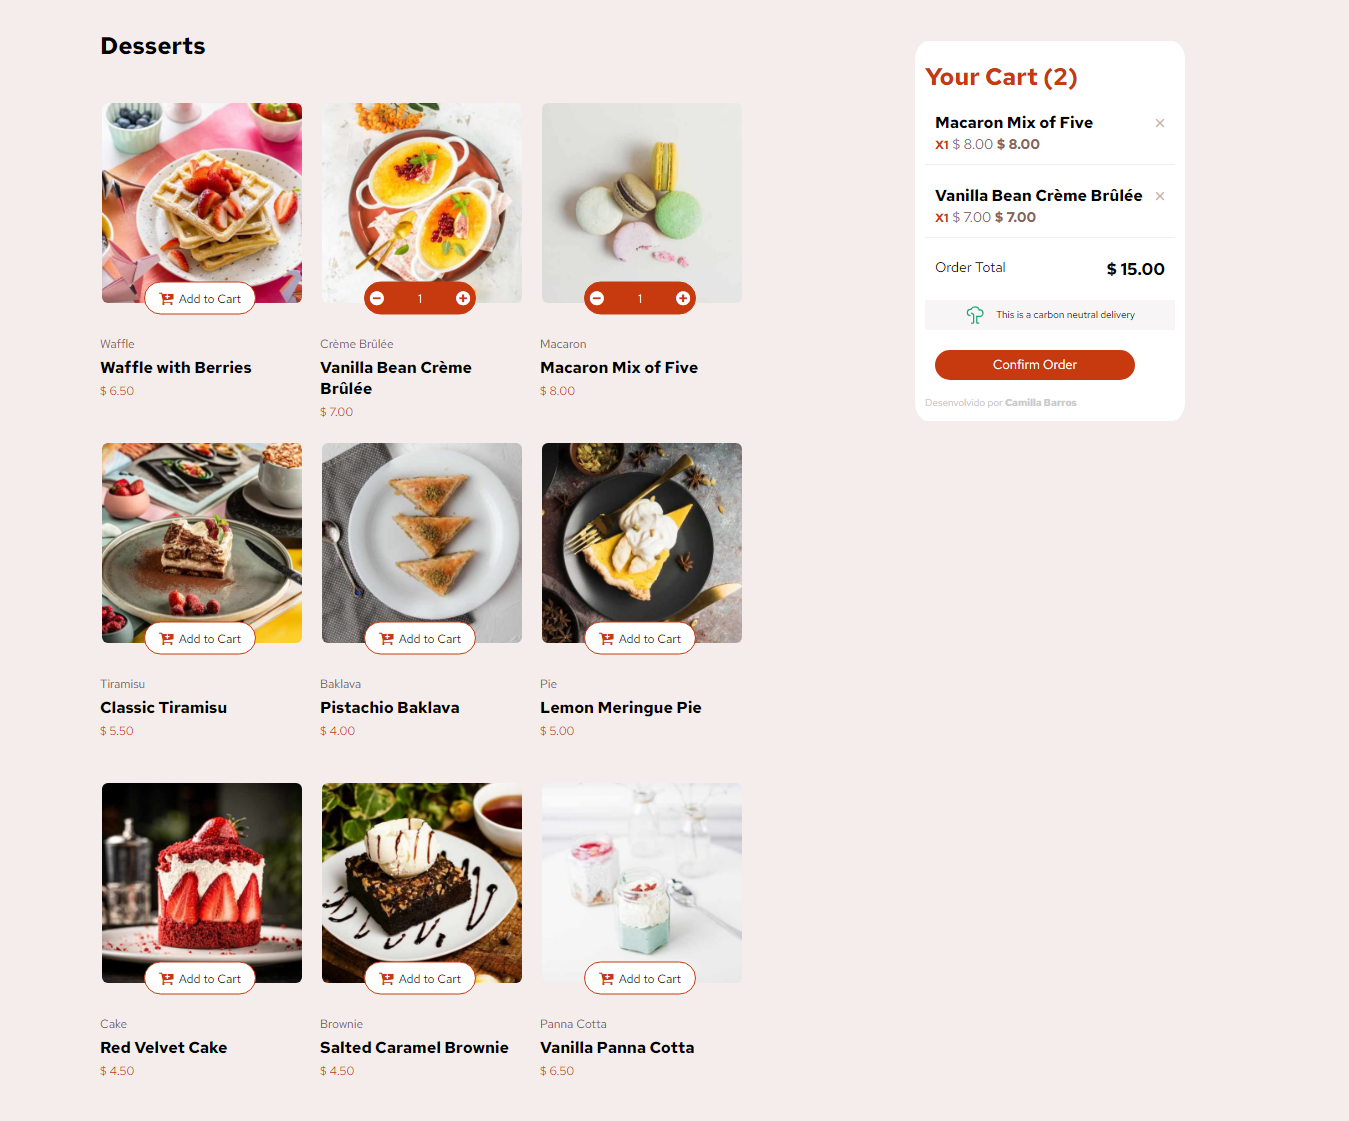 Desserts
Add to Cart
Waffle
Waffle with Berries
$ 6.50
1
Crème Brûlée
Vanilla Bean Crème
Brûlée
$ 7.00
1
Macaron
Macaron Mix of Five
$ 8.00
Add to Cart
Tiramisu
Classic Tiramisu
$ 5.50
Add to Cart
Baklava
Pistachio Baklava
$ 4.00
Add to Cart
Pie
Lemon Meringue Pie
$ 5.00
Add to Cart
Cake
Red Velvet Cake
$ 4.50
Add to Cart
Brownie
Salted Caramel Brownie
$ 4.50
Add to Cart
Panna Cotta
Vanilla Panna Cotta
$ 6.50
Your Cart (2)
Macaron Mix of Five ×
X1 $ 8.00 $ 8.00
Vanilla Bean Crème Brûlée ×
X1 $ 7.00 $ 7.00
Order Total $ 15.00
This is a carbon neutral delivery
Confirm Order
Desenvolvido por Camilla Barros